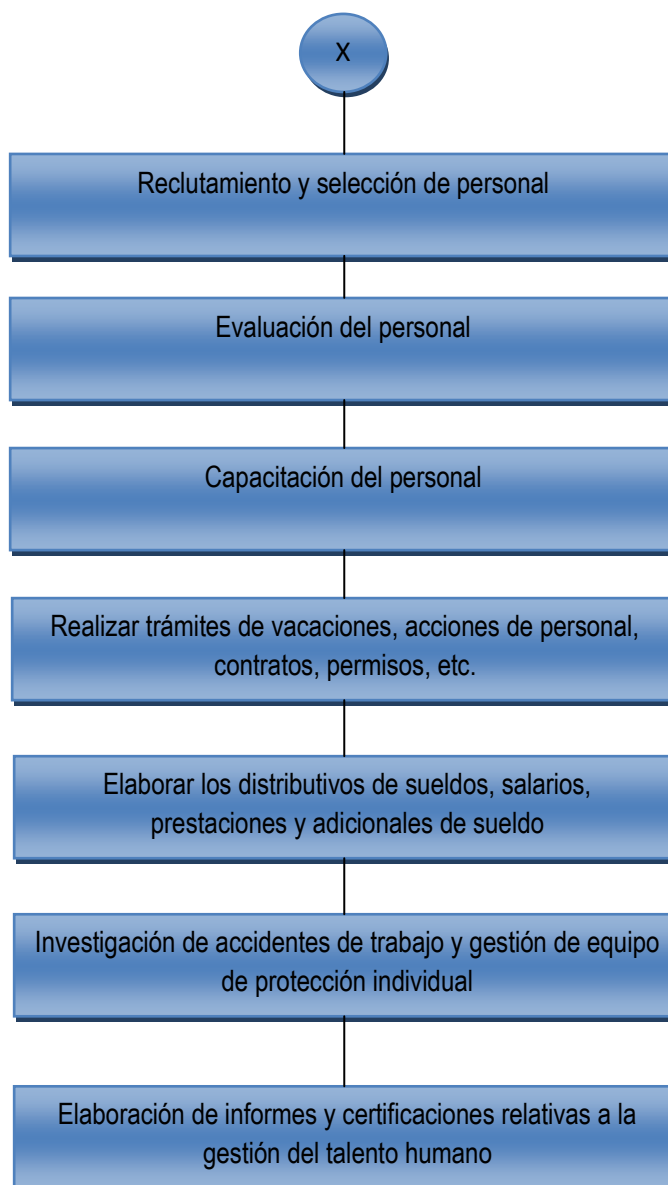 X
Reclutamiento y selección de personal
Evaluación del personal
Capacitación del personal
Realizar trámites de vacaciones, acciones de personal,
contratos, permisos, etc.
Elaborar los distributivos de sueldos, salarios,
prestaciones y adicionales de sueldo
Investigación de accidentes de trabajo y gestión de equipo
de protección individual
Elaboración de informes y certificaciones relativas a la
gestión del talento humano